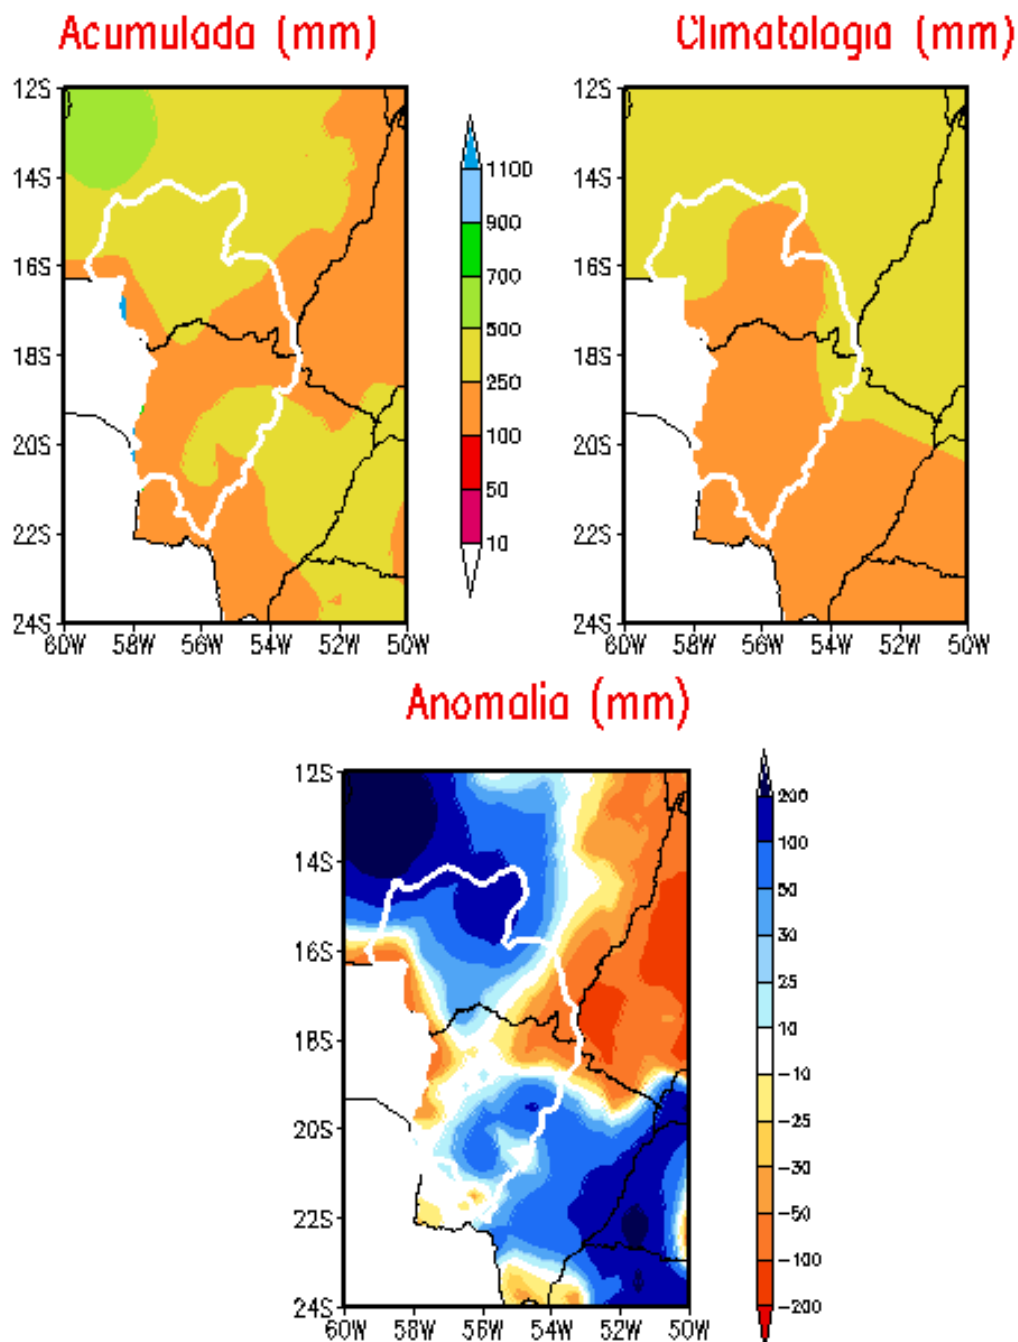 Acumulada (mm)
12S
14S
16S
18S
20S
22S
24S
60W 58W 56W 54W 52W 50W
1100
900
700
500
250
100
50
10
Climatologia (mm)
12S
14S
16S
18S
20S
22S
24S
60W 58W 56W 54W 52W 50W
Anomalia (mm)
12S
14S
16S
18S
20S
22S
24S
60W 58W 56W 54W 52W 50W
200
100
50
30
25
10
-10
-25
-30
-50
-100
-200